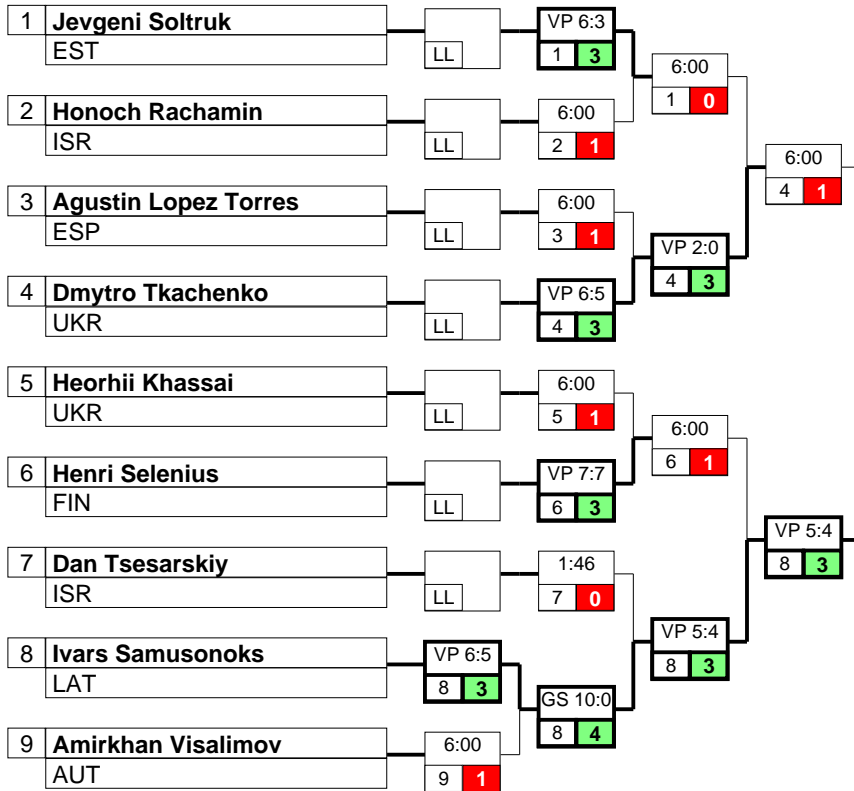 1 Jevgeni Soltruk
EST
LL
VP 6:3
1 3
6:00
1 0
2 Honoch Rachamin
ISR
LL
6:00
2 1
6:00
4 1
3 Agustin Lopez Torres
ESP
LL
6:00
3 1
VP 2:0
4 3
4 Dmytro Tkachenko
UKR
LL
VP 6:5
4 3
5 Heorhii Khassai
UKR
LL
6:00
5 1
6:00
6 1
6 Henri Selenius
FIN
LL
VP 7:7
6 3
VP 5:4
8 3
7 Dan Tsesarskiy
ISR
LL
1:46
7 0
VP 5:4
8 3
8 Ivars Samusonoks
LAT
VP 6:5
8 3
GS 10:0
8 4
9 Amirkhan Visalimov
AUT
6:00
9 1